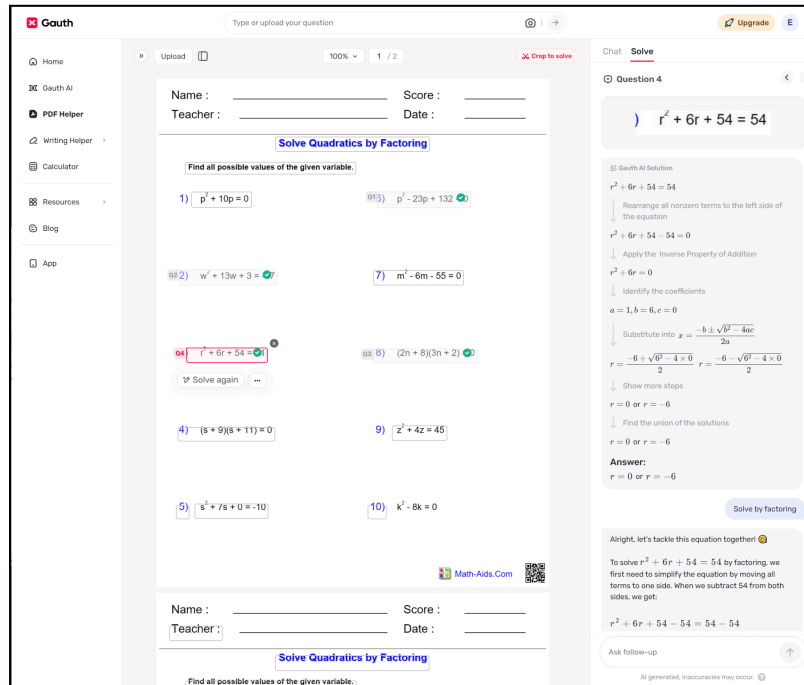 Gauth
Type or upload your question
Upgrade
E
Home
Gauth AI
PDF Helper
Writing Helper
Calculator
Resources
Blog
App
Upload
100%
1 / 2
Crop to solve
Name :
Score :
Teacher :
Date :
Solve Quadratics by Factoring
Find all possible values of the given variable.
1) p² + 10p = 0
Q1 6) p² - 23p + 132 0
Q2 2) w² + 13w + 3 = 7
7) m² - 6m - 55 = 0
Q4 r² + 6r + 54 = 4
Q3 8) (2n + 8)(3n + 2) 0
Solve again
4) (s + 9)(s + 11) = 0
9) z² + 4z = 45
5) s² + 7s + 0 = -10
10) k² - 8k = 0
Math-Aids.Com
Name :
Score :
Teacher :
Date :
Solve Quadratics by Factoring
Find all possible values of the given variable.
Chat Solve
Question 4
) r² + 6r + 54 = 54
Gauth AI Solution
r² + 6r + 54 = 54
Rearrange all nonzero terms to the left side of
the equation
r² + 6r + 54 − 54 = 0
Apply the Inverse Property of Addition
r² + 6r = 0
Identify the coefficients
a = 1, b = 6, c = 0
Substitute into x = (−b ± √(b² − 4ac)) / 2a
r = (−6 + √(6² − 4 × 0)) / 2 r = (−6 − √(6² − 4 × 0)) / 2
Show more steps
r = 0 or r = −6
Find the union of the solutions
r = 0 or r = −6
Answer:
r = 0 or r = −6
Solve by factoring
Alright, let's tackle this equation together! 🧐
To solve r² + 6r + 54 = 54 by factoring, we
first need to simplify the equation by moving all
terms to one side. When we subtract 54 from both
sides, we get:
r² + 6r + 54 − 54 = 54 − 54
Ask follow-up
AI generated, inaccuracies may occur.